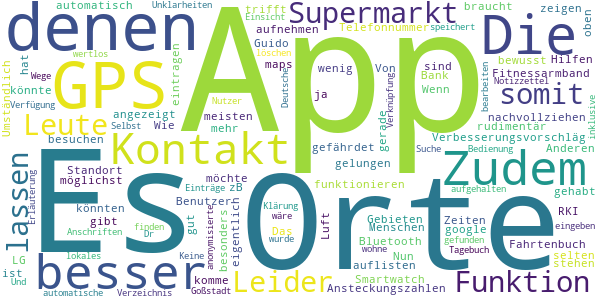 automatisch Unklarheiten
denen trifft Einsicht Supermarkt Die braucht zeigen oben
hat löschen Telefonnummer speichert
wertlos Guido aufnehmen bewusst Hilfen
Wege GPS App maps wenig sind Von Fitnessarmband
Verfügung könnte eintragen Deutsche Bank Verknüpfung somit Notizzettel bearbeiten
Umständlich angezeigt Nutzer ja Wenn gerade nachvollziehen inklusive
Leute Wie meisten Verbesserungsvorschläg
Selbst mehr gefährdet Suche rudimentär Bedienung Anderen
besuchen Kontakt gelungen Zudem aufgehalten
lassen Es Orte
Standort möchte funktionieren gehabt
möglichst Einträge zB
Erläuterung könnten Benutzer Klärung Gebieten Zeiten RKI
gibt anonymisierte wäre Luft Menschen google eingeben
Anschriften finden gut eigentlich Das Bluetooth gefunden Fahrtenbuch
besser Dr besonders wurde Nun Tagebuch selten
LG lokales Keine auflisten wohne stehen
ist Leider komme Smartwatch Funktion
Und automatische Verzeichnis Großstadt Ansteckungszahlen